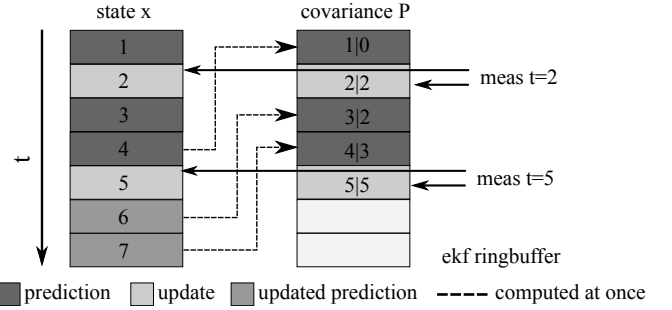 state x covariance P
1 1|0
2 2|2 meas t=2
3 3|2
4 4|3
t
5 5|5 meas t=5
6
7
ekf ringbuffer
prediction update updated prediction computed at once